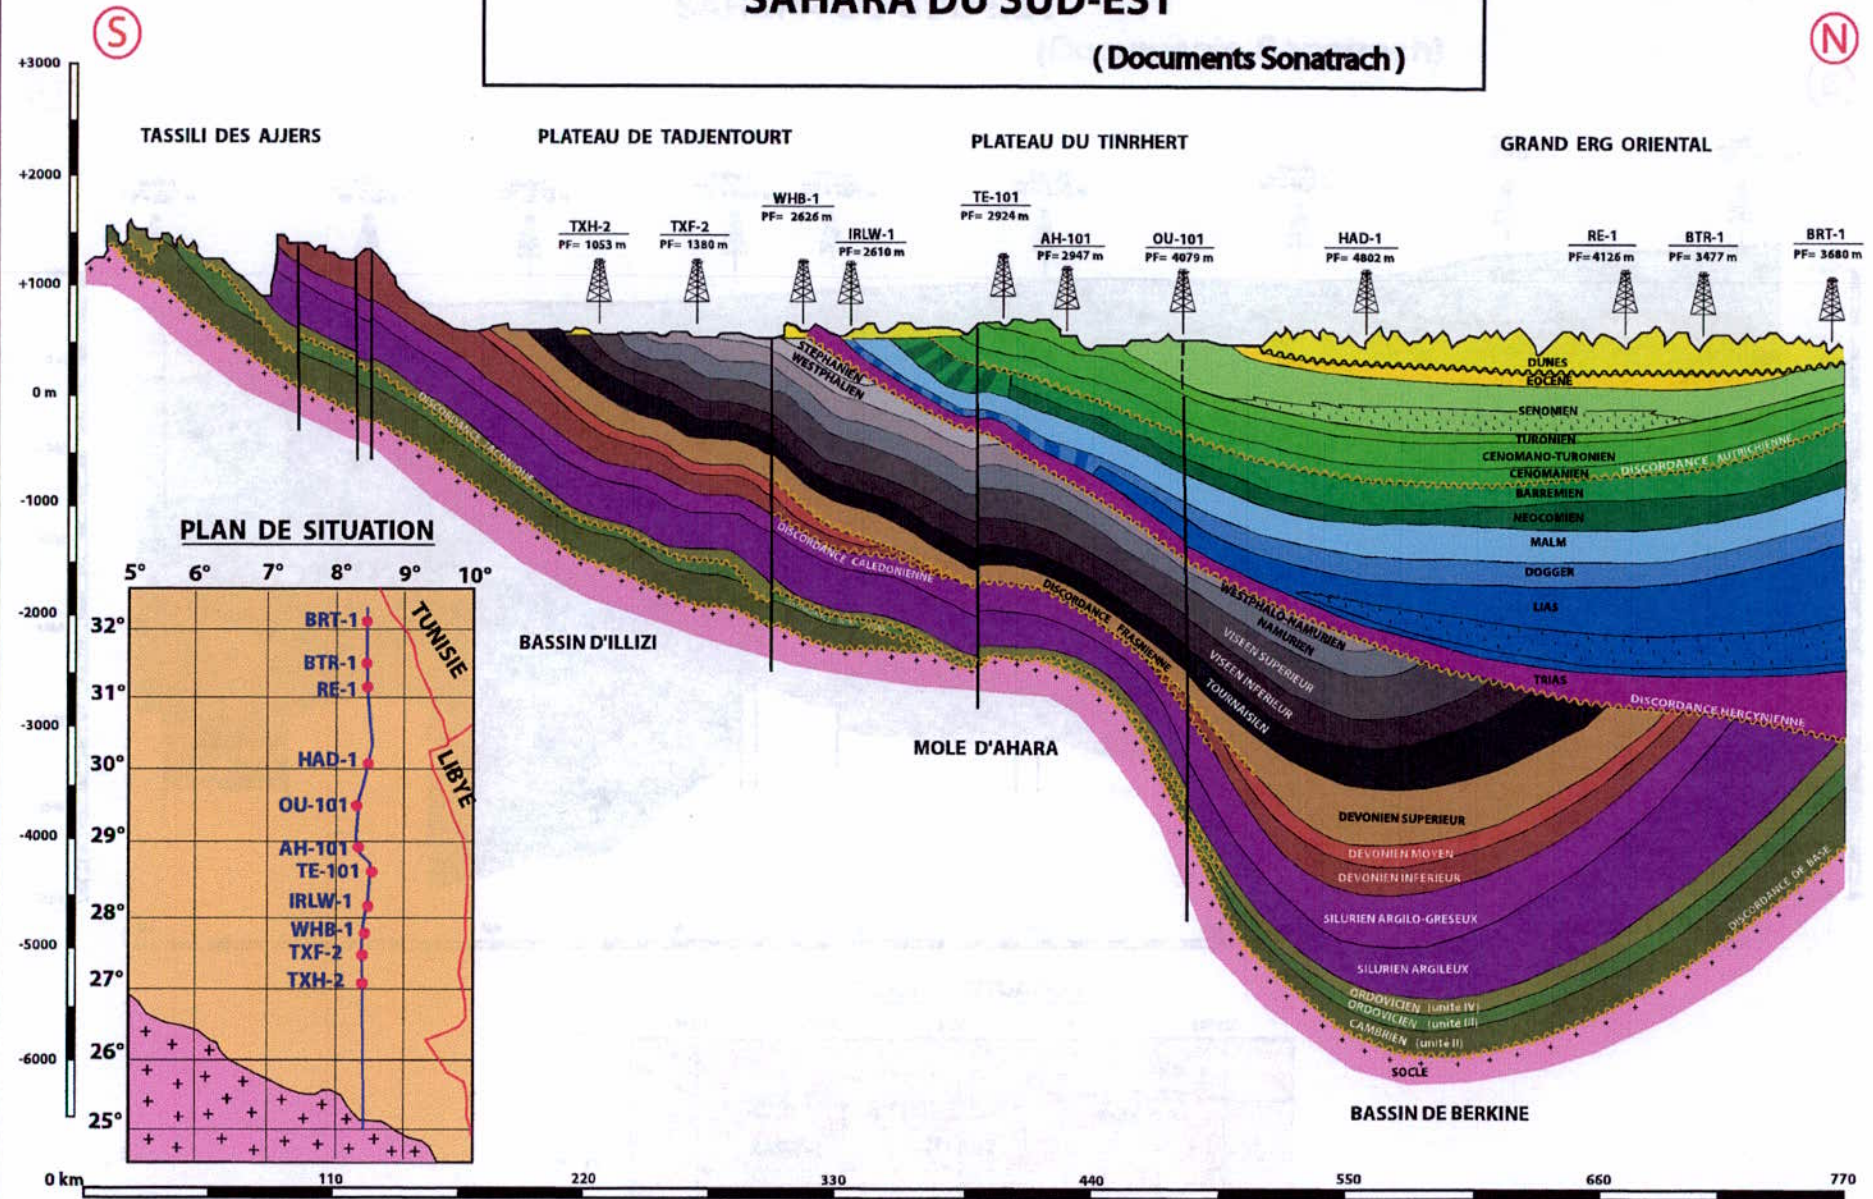 SAHARA DU SUD-EST
( Documents Sonatrach )
S
N
+3000
+2000
+1000
0 m
-1000
-2000
-3000
-4000
-5000
-6000
TASSILI DES AJJERS
PLATEAU DE TADJENTOURT
PLATEAU DU TINRHERT
GRAND ERG ORIENTAL
TXH-2
PF= 1053 m
TXF-2
PF= 1380 m
WHB-1
PF= 2626 m
IRLW-1
PF= 2610 m
TE-101
PF= 2924 m
AH-101
PF= 2947 m
OU-101
PF= 4079 m
HAD-1
PF= 4802 m
RE-1
PF= 4126 m
BTR-1
PF= 3477 m
BRT-1
PF= 3680 m
STEPHANIEN
WESTPHALIEN
DUNES
EOCENE
SENONIEN
TURONIEN
CENOMANO-TURONIEN
CENOMANIEN
DISCORDANCE AUTRICHIENNE
BARREMIEN
NEOCOMIEN
MALM
DOGGER
LIAS
TRIAS
DISCORDANCE HERCYNIENNE
DISCORDANCE TACONIQUE
DISCORDANCE CALEDONIENNE
DISCORDANCE FRASNIENNE
WESTPHALO-NAMURIEN
NAMURIEN
VISEEN SUPERIEUR
VISEEN INFERIEUR
TOURNAISIEN
DEVONIEN SUPERIEUR
DEVONIEN MOYEN
DEVONIEN INFERIEUR
SILURIEN ARGILO-GRESEUX
SILURIEN ARGILEUX
ORDOVICIEN (unité IV)
ORDOVICIEN (unité III)
CAMBRIEN (unité II)
SOCLE
DISCORDANCE DE BASE
BASSIN D'ILLIZI
MOLE D'AHARA
BASSIN DE BERKINE
PLAN DE SITUATION
5° 6° 7° 8° 9° 10°
32°
31°
30°
29°
28°
27°
26°
25°
BRT-1
BTR-1
RE-1
HAD-1
OU-101
AH-101
TE-101
IRLW-1
WHB-1
TXF-2
TXH-2
TUNISIE
LIBYE
0 km 110 220 330 440 550 660 770